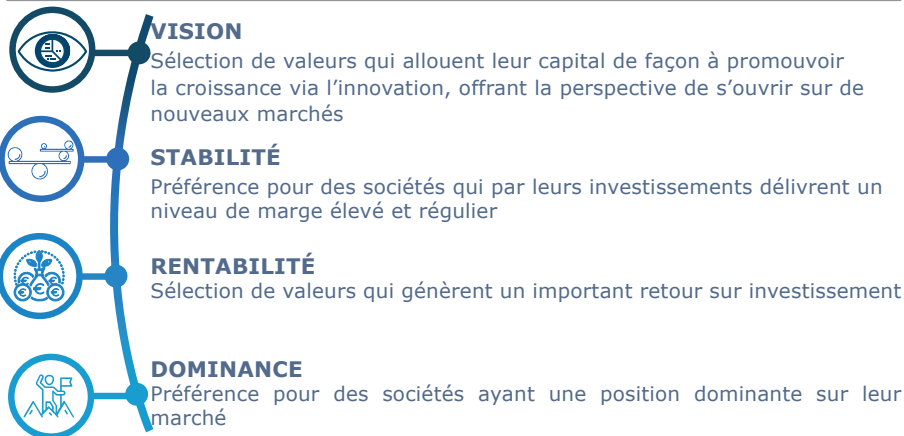 VISION
Sélection de valeurs qui allouent leur capital de façon à promouvoir
la croissance via l’innovation, offrant la perspective de s’ouvrir sur de
nouveaux marchés
STABILITÉ
Préférence pour des sociétés qui par leurs investissements délivrent un
niveau de marge élevé et régulier
RENTABILITÉ
Sélection de valeurs qui génèrent un important retour sur investissement
DOMINANCE
Préférence pour des sociétés ayant une position dominante sur leur
marché